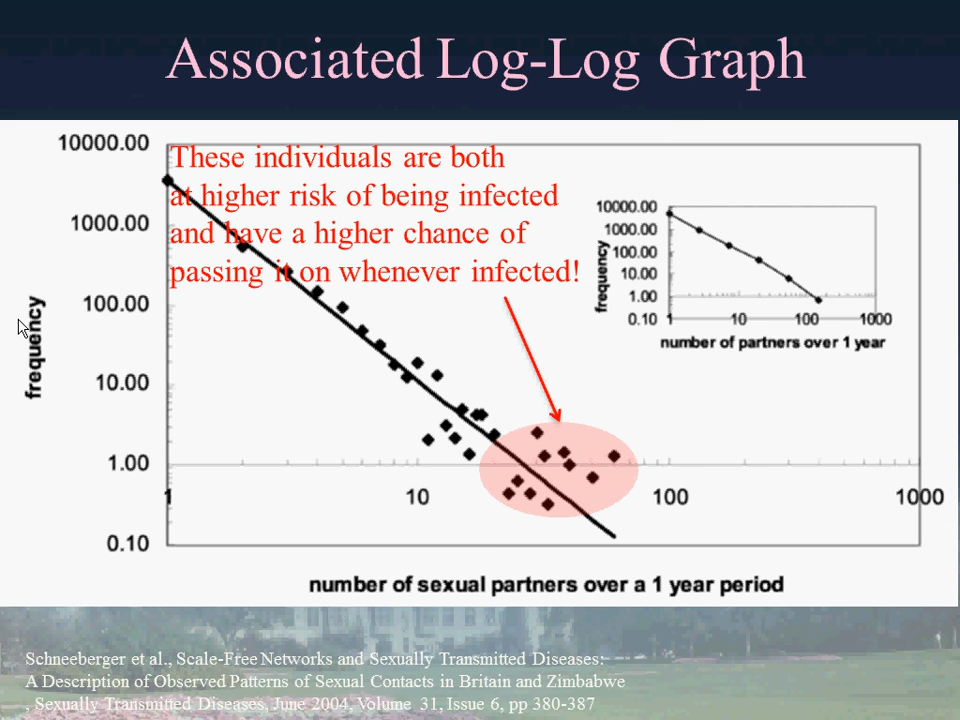 Associated Log-Log Graph
These individuals are both
at higher risk of being infected
and have a higher chance of
passing it on whenever infected!
10000.00
1000.00
100.00
10.00
1.00
0.10
frequency
1 10 100 1000
number of sexual partners over a 1 year period
10000.00
1000.00
100.00
10.00
1.00
0.10
frequency
1 10 100 1000
number of partners over 1 year
Schneeberger et al., Scale-Free Networks and Sexually Transmitted Diseases:
A Description of Observed Patterns of Sexual Contacts in Britain and Zimbabwe
, Sexually Transmitted Diseases, June 2004, Volume 31, Issue 6, pp 380-387